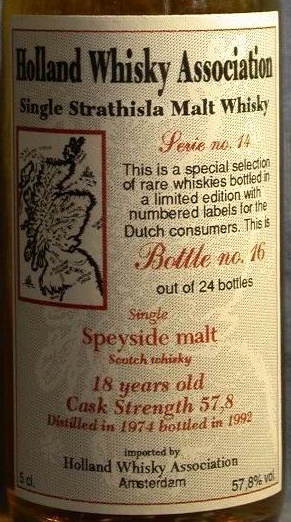 Holland Whisky Association
Single Strathisla Malt Whisky
Serie no. 14
This is a special selection
of rare whiskies bottled in
a limited edition with
numbered labels for the
Dutch consumers. This is
Bottle no. 16
out of 24 bottles
Single
Speyside malt
Scotch whisky
18 years old
Cask Strength 57,8
Distilled in 1974 bottled in 1992
imported by
Holland Whisky Association
Amsterdam
5 cl.
57,8% vol.